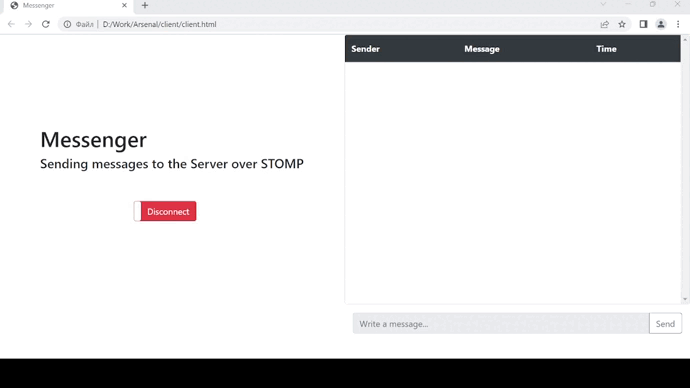 Messenger
Файл D:/Work/Arsenal/client/client.html
Sender Message Time
Messenger
Sending messages to the Server over STOMP
Disconnect
Write a message... Send